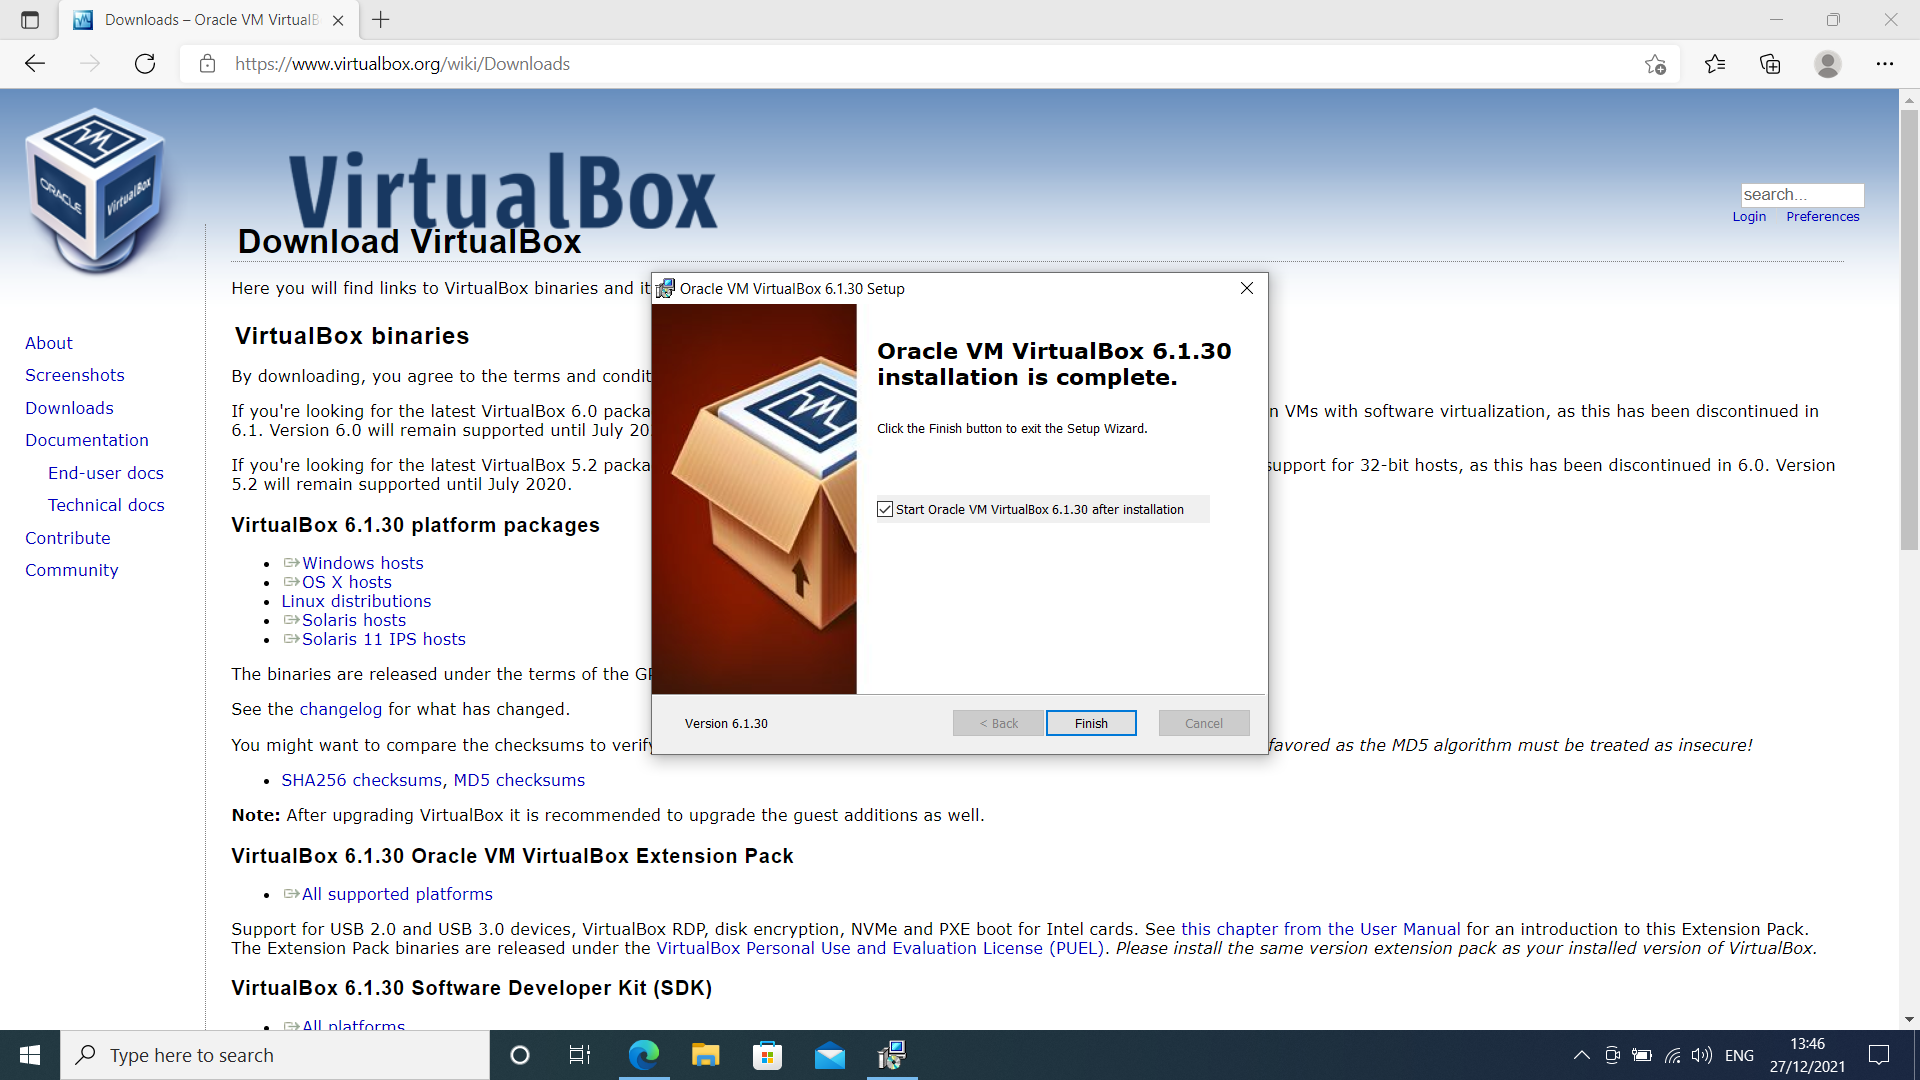 Downloads – Oracle VM VirtualB
https://www.virtualbox.org/wiki/Downloads
ORACLE
VirtualBox
VirtualBox
search...
Login Preferences
Download VirtualBox
Here you will find links to VirtualBox binaries and it
About
Screenshots
Downloads
Documentation
End-user docs
Technical docs
Contribute
Community
VirtualBox binaries
By downloading, you agree to the terms and condit
If you're looking for the latest VirtualBox 6.0 packa n VMs with software virtualization, as this has been discontinued in
6.1. Version 6.0 will remain supported until July 20
If you're looking for the latest VirtualBox 5.2 packa support for 32-bit hosts, as this has been discontinued in 6.0. Version
5.2 will remain supported until July 2020.
VirtualBox 6.1.30 platform packages
Windows hosts
OS X hosts
Linux distributions
Solaris hosts
Solaris 11 IPS hosts
The binaries are released under the terms of the GP
See the changelog for what has changed.
You might want to compare the checksums to verify favored as the MD5 algorithm must be treated as insecure!
SHA256 checksums, MD5 checksums
Note: After upgrading VirtualBox it is recommended to upgrade the guest additions as well.
VirtualBox 6.1.30 Oracle VM VirtualBox Extension Pack
All supported platforms
Support for USB 2.0 and USB 3.0 devices, VirtualBox RDP, disk encryption, NVMe and PXE boot for Intel cards. See this chapter from the User Manual for an introduction to this Extension Pack.
The Extension Pack binaries are released under the VirtualBox Personal Use and Evaluation License (PUEL). Please install the same version extension pack as your installed version of VirtualBox.
VirtualBox 6.1.30 Software Developer Kit (SDK)
All platforms
Oracle VM VirtualBox 6.1.30 Setup
Oracle VM VirtualBox 6.1.30
installation is complete.
Click the Finish button to exit the Setup Wizard.
Start Oracle VM VirtualBox 6.1.30 after installation
Version 6.1.30
< Back
Finish
Cancel
Type here to search
ENG
13:46
27/12/2021